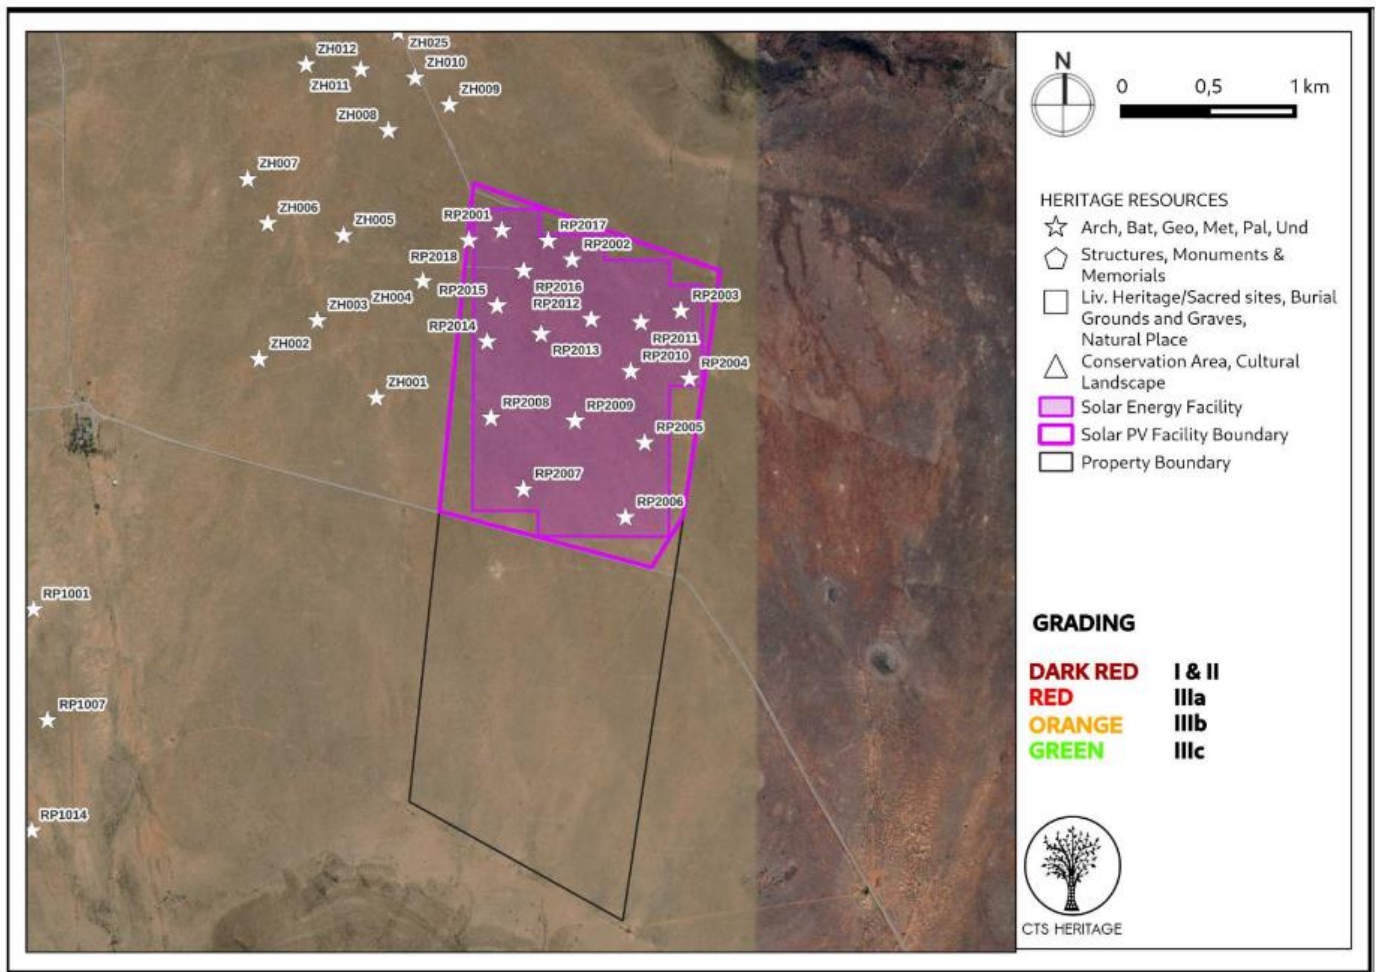 ZH025
ZH012
ZH010
ZH011
ZH009
ZH008
ZH007
ZH006
ZH005
RP2001
RP2017
RP2002
RP2018
RP2016
ZH004
RP2015
RP2012
RP2003
ZH003
RP2014
RP2013
RP2011
ZH002
RP2010
RP2004
ZH001
RP2008
RP2009
RP2005
RP2007
RP2006
RP1001
RP1007
RP1014
N
0 0,5 1 km
HERITAGE RESOURCES
Arch, Bat, Geo, Met, Pal, Und
Structures, Monuments &
Memorials
Liv. Heritage/Sacred sites, Burial
Grounds and Graves,
Natural Place
Conservation Area, Cultural
Landscape
Solar Energy Facility
Solar PV Facility Boundary
Property Boundary
GRADING
DARK RED I & II
RED IIIa
ORANGE IIIb
GREEN IIIc
CTS HERITAGE